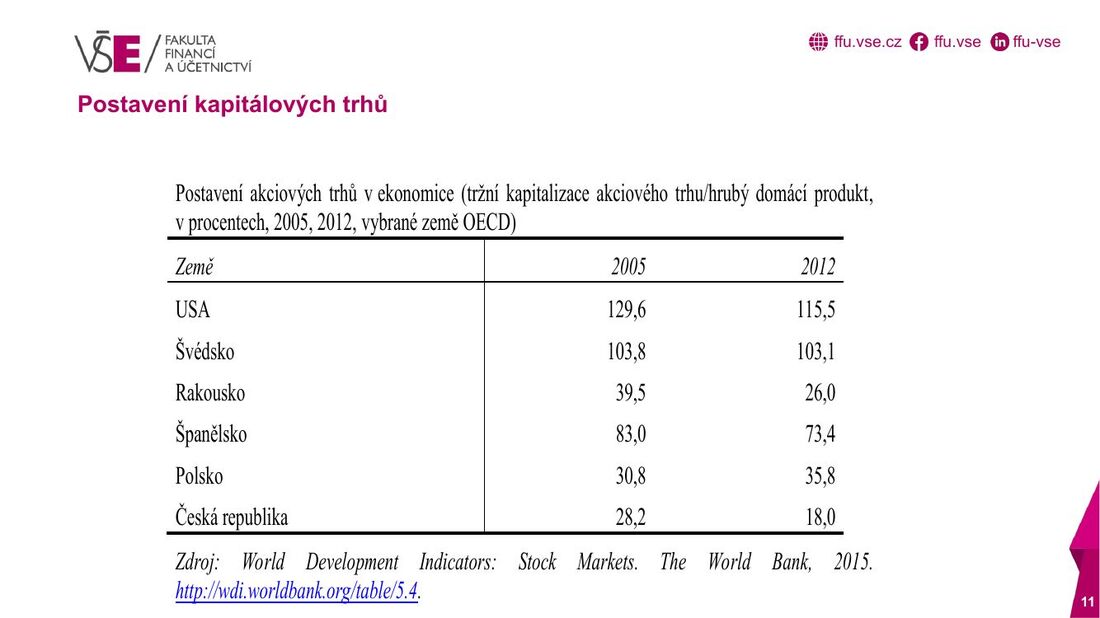 VŠE / FAKULTA
FINANCÍ
A ÚČETNICTVÍ
ffu.vse.cz ffu.vse ffu-vse
Postavení kapitálových trhů
Postavení akciových trhů v ekonomice (tržní kapitalizace akciového trhu/hrubý domácí produkt,
v procentech, 2005, 2012, vybrané země OECD)
Země 2005 2012
USA 129,6 115,5
Švédsko 103,8 103,1
Rakousko 39,5 26,0
Španělsko 83,0 73,4
Polsko 30,8 35,8
Česká republika 28,2 18,0
Zdroj: World Development Indicators: Stock Markets. The World Bank, 2015.
http://wdi.worldbank.org/table/5.4.
11